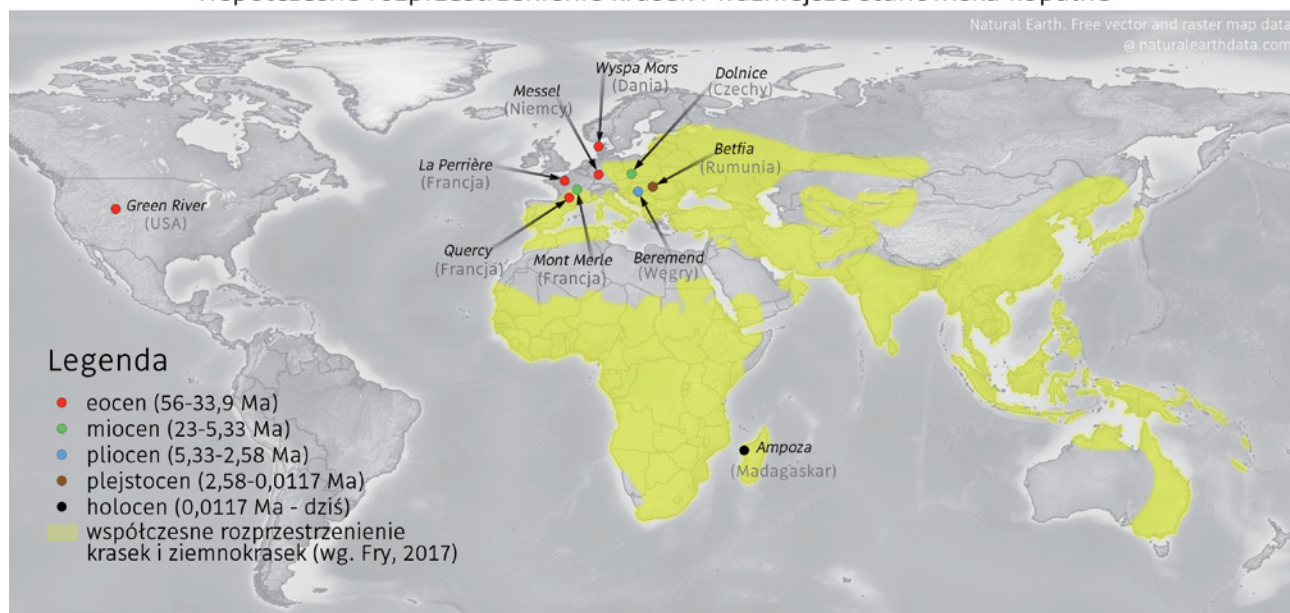 Natural Earth. Free vector and raster map data
@ naturalearthdata.com
Wyspa Mors
(Dania)
Dolnice
(Czechy)
Messel
(Niemcy)
Betfia
(Rumunia)
La Perrière
(Francja)
Green River
(USA)
Quercy
(Francja)
Mont Merle
(Francja)
Beremend
(Węgry)
Legenda
eocen (56-33,9 Ma)
miocen (23-5,33 Ma)
pliocen (5,33-2,58 Ma)
plejstocen (2,58-0,0117 Ma)
holocen (0,0117 Ma - dziś)
współczesne rozprzestrzenienie
krasek i ziemnokrasek (wg. Fry, 2017)
Ampoza
(Madagaskar)